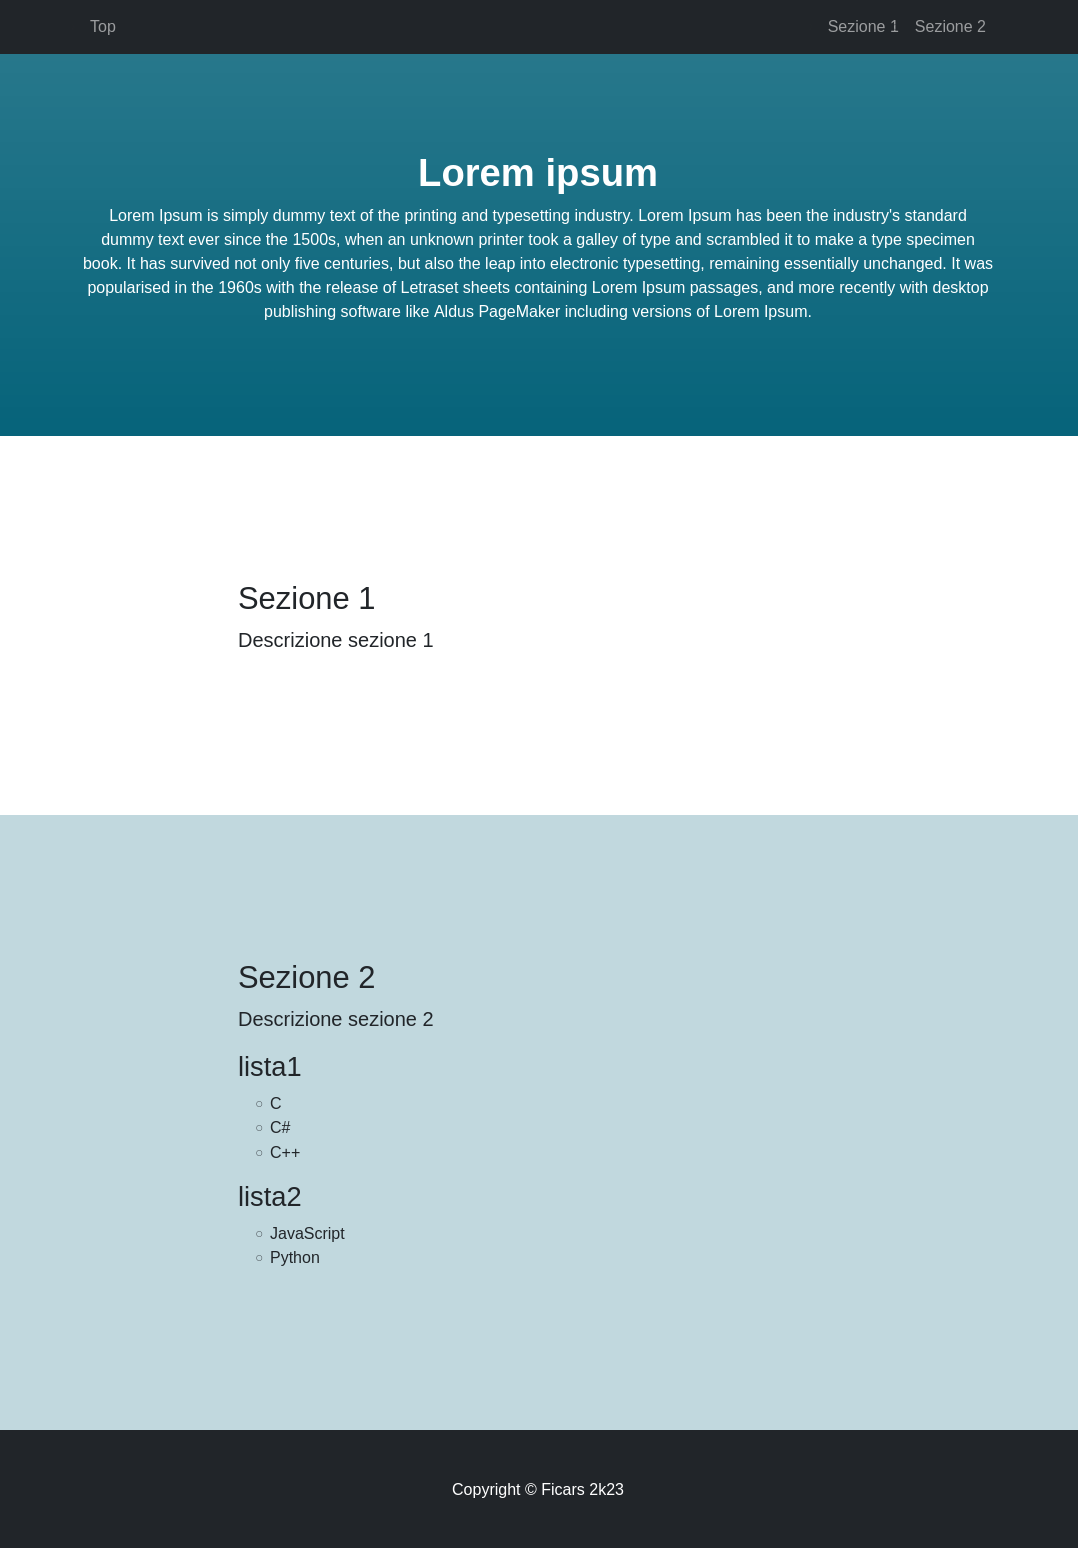 Top
Sezione 1 Sezione 2
Lorem ipsum
Lorem Ipsum is simply dummy text of the printing and typesetting industry. Lorem Ipsum has been the industry's standard
dummy text ever since the 1500s, when an unknown printer took a galley of type and scrambled it to make a type specimen
book. It has survived not only five centuries, but also the leap into electronic typesetting, remaining essentially unchanged. It was
popularised in the 1960s with the release of Letraset sheets containing Lorem Ipsum passages, and more recently with desktop
publishing software like Aldus PageMaker including versions of Lorem Ipsum.
Sezione 1
Descrizione sezione 1
Sezione 2
Descrizione sezione 2
lista1
C
C#
C++
lista2
JavaScript
Python
Copyright © Ficars 2k23